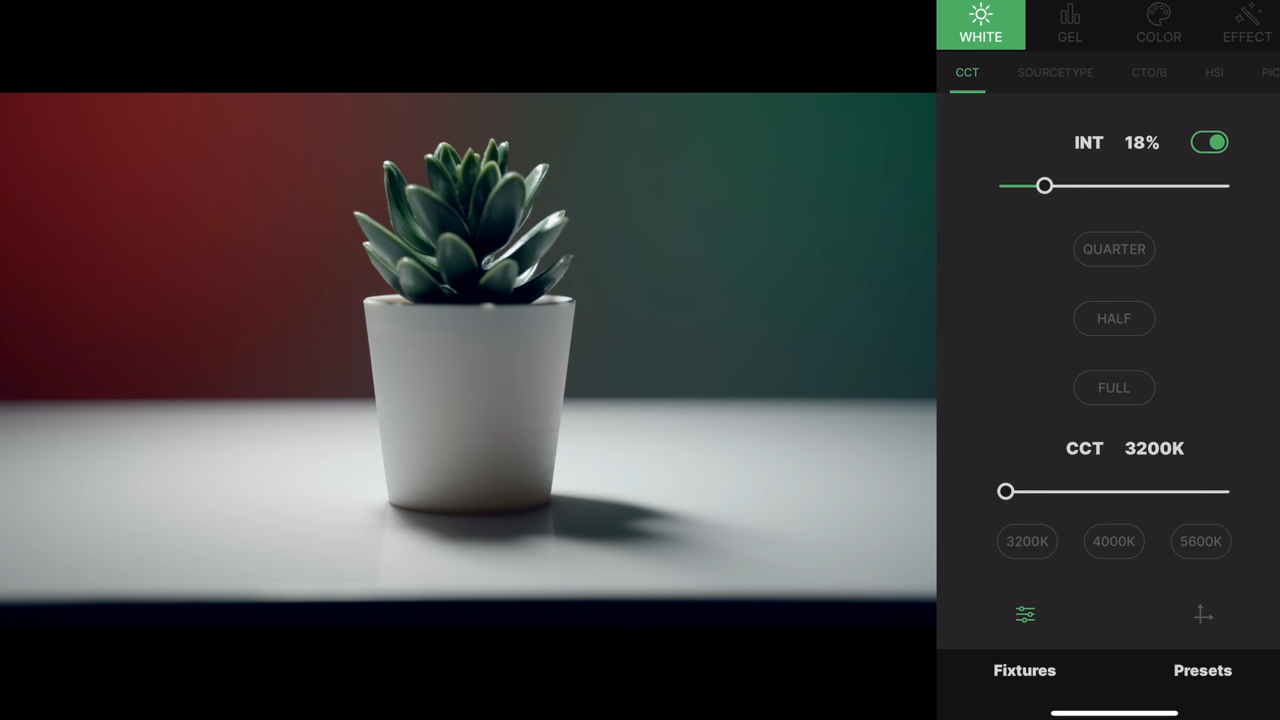 WHITE GEL COLOR EFFECT
CCT SOURCETYPE CTO/B HSI PIC
INT 18%
QUARTER
HALF
FULL
CCT 3200K
3200K 4000K 5600K
Fixtures Presets